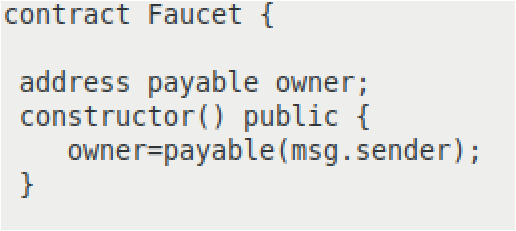 contract Faucet {
address payable owner;
constructor() public {
owner=payable(msg.sender);
}